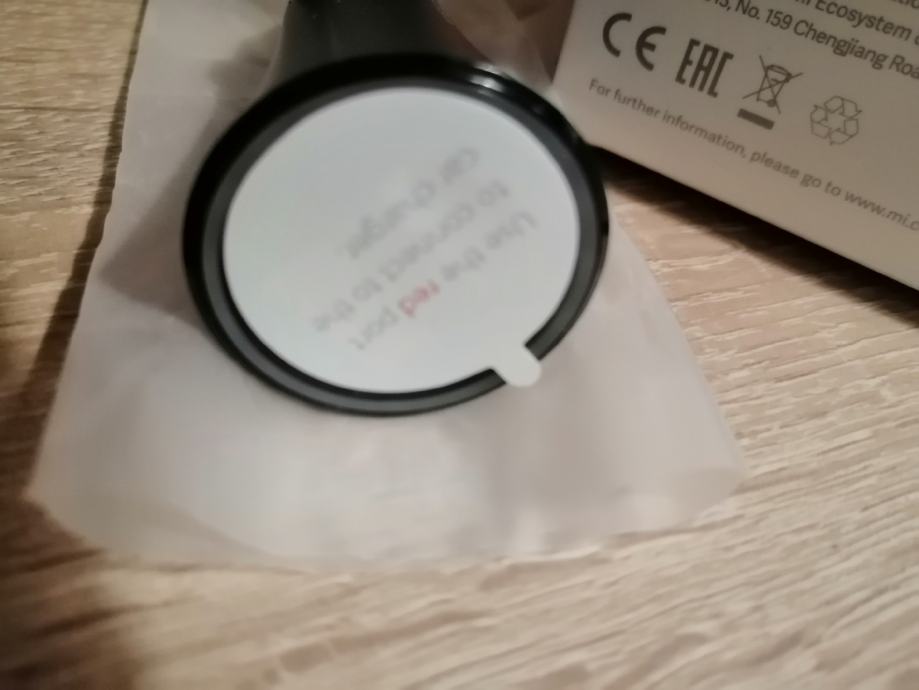 Use the red port
to connect to the
car charger
Ecosystem
No. 159 Chengjiang Roa
CE EAC
For further information, please go to www.mi.c